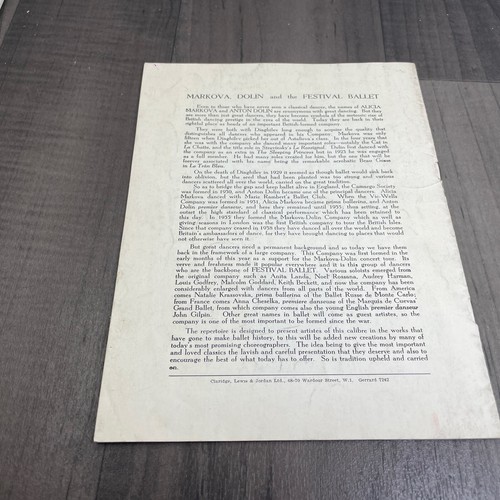 MARKOVA, DOLIN and the FESTIVAL BALLET
Even to those who have never seen a classical dancer, the names of ALICIA
MARKOVA and ANTON DOLIN are synonymous with great dancing. But they
are more than just great dancers, they have become symbols of the meteoric rise of
British dancing prestige in the eyes of the world. Today they are back in their
rightful place as heads of an important British-formed company.
They were both with Diaghilev long enough to acquire the quality that
distinguishes all dancers who appeared in his Company. Markova was only
fifteen when Diaghilev picked her out of Astafieva's class. In the four years that
she was with the company she danced many important roles—notably the Cat in
La Chatte, and the title role in Stravinsky's Le Rossignol. Dolin first danced with
the company as an extra in The Sleeping Princess but in 1923 he was engaged
as a full member. He had many roles created for him, but the one that will be
forever associated with his name being the remarkable acrobatic Beau Gosse
in Le Train Bleu.
On the death of Diaghilev in 1929 it seemed as though ballet would sink back
into oblivion, but the seed that had been planted was strong and various
dancers scattered all over the world, carried on the great tradition.
So to bridge the gap and keep ballet alive in England, the Camargo Society
was formed in 1930, and Anton Dolin became one of the principal dancers. Alicia
Markova danced with Marie Rambert's Ballet Club. When the Vic-Wells
Company was formed in 1931, Alicia Markova became prima ballerina, and Anton
Dolin premier danseur, and here they remained until 1935; thus setting, at the
outset the high standard of classical performance which has been retained to
this day. In 1935 they formed the Markova-Dolin Company which as well as
giving seasons in London was the first British company to tour the British Isles.
Since that company ceased in 1938 they have danced all over the world and become
Britain's ambassadors of dance, for they have brought dancing to places that would
not otherwise have seen it.
But great dancers need a permanent background and so today we have them
back in the framework of a large company. This Company was first formed in the
early months of this year as a support for the Markova-Dolin concert tour. Its
verve and freshness made it popular everywhere and it is this group of dancers
who are the backbone of FESTIVAL BALLET. Various soloists emerged from
the original company such as Anita Landa, Noel Rossana, Audrey Harman,
Louis Godfrey, Malcolm Goddard, Keith Beckett, and now the company has been
considerably enlarged with dancers from all parts of the world. From America
comes Natalie Krassovska, prima ballerina of the Ballet Russe de Monte Carlo;
from France comes Anna Cheselka, premiere danseuse of the Marquis de Cuevas
Grand Ballet, from which company comes also the young English premier danseur
John Gilpin. Other great names in ballet will come as guest artists, so the
company is one of the most important to be formed since the war.
The repertoire is designed to present artistes of this calibre in the works that
have gone to make ballet history, to this will be added new creations by many of
today's most promising choreographers. The idea being to give the most important
and loved classics the lavish and careful presentation that they deserve and also to
encourage the best of what today has to offer. So is tradition upheld and carried
on.
Claridge, Lewis & Jordan Ltd., 68-70 Wardour Street, W.1. Gerrard 7242